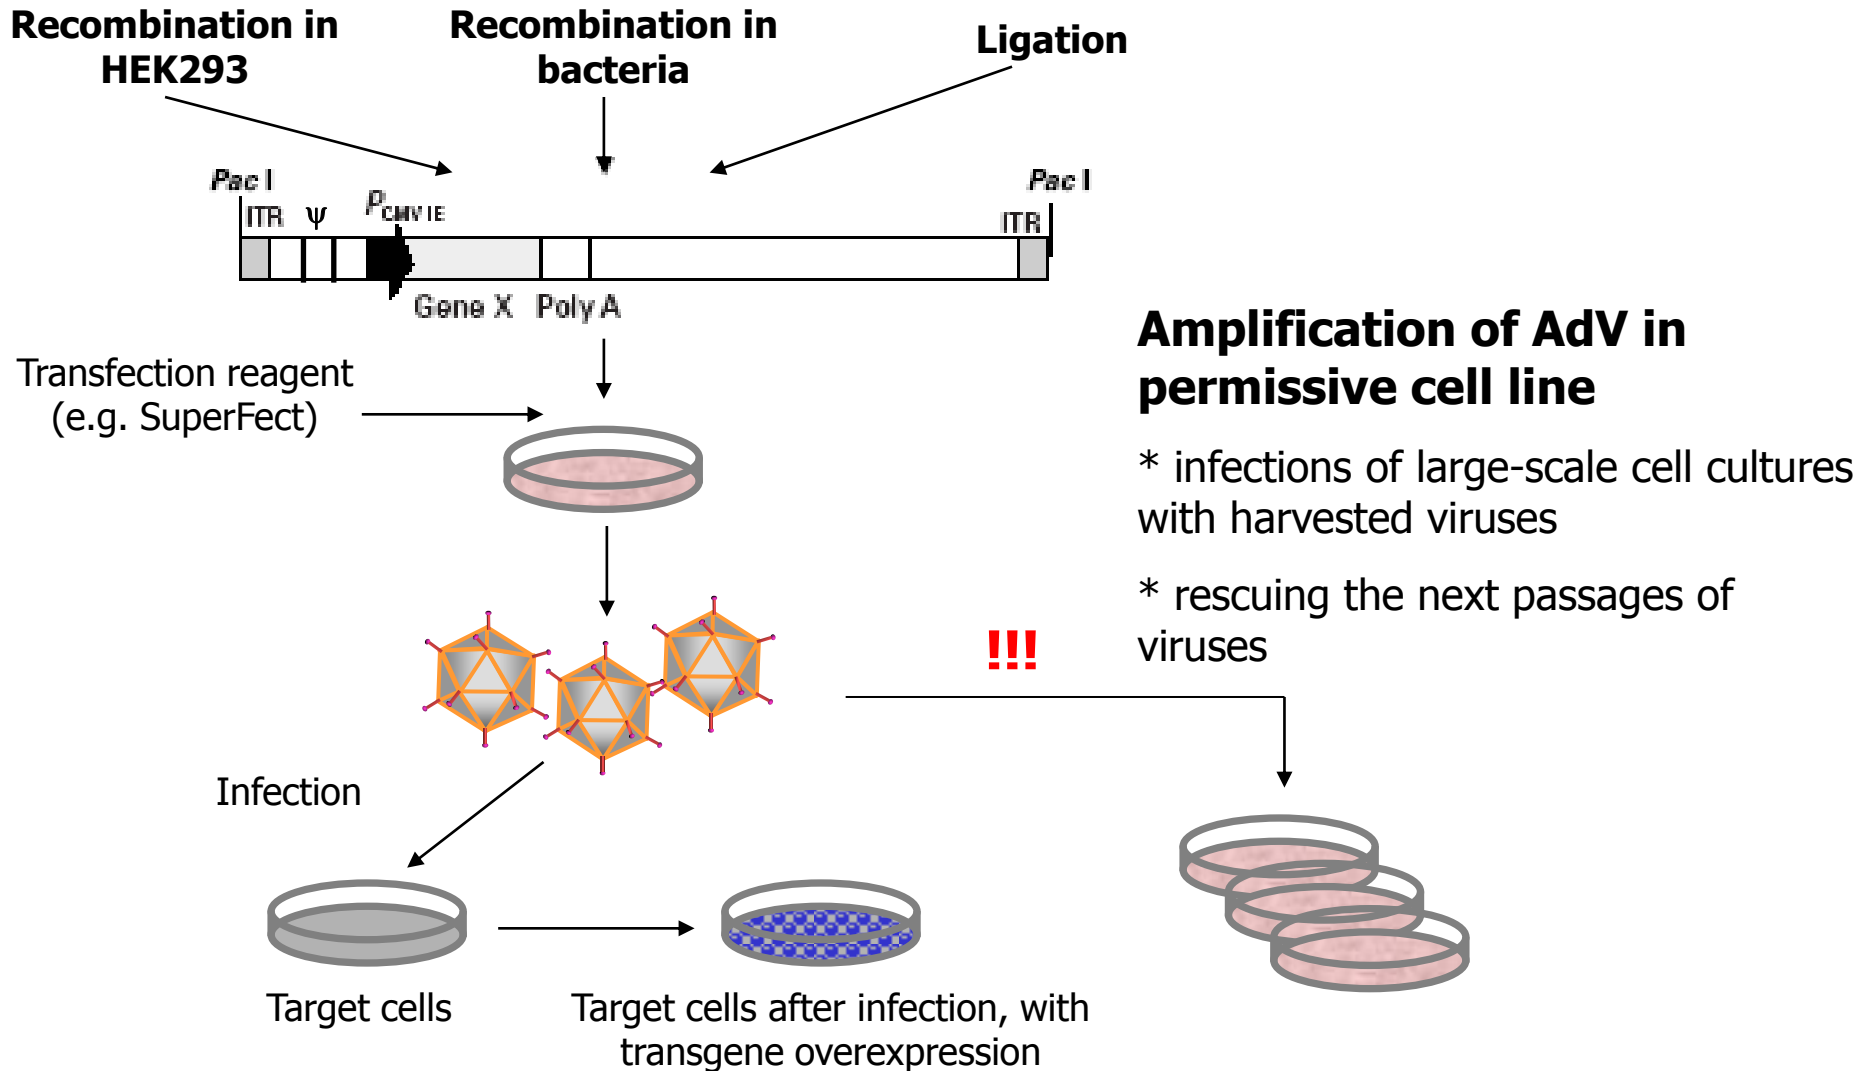 Recombination in
HEK293
Recombination in
bacteria
Ligation
Pac I
Pac I
ITR
ψ
PCMV IE
ITR
Gene X
Poly A
Transfection reagent
(e.g. SuperFect)
Amplification of AdV in
permissive cell line
* infections of large-scale cell cultures
with harvested viruses
* rescuing the next passages of
viruses
!!!
Infection
Target cells
Target cells after infection, with
transgene overexpression